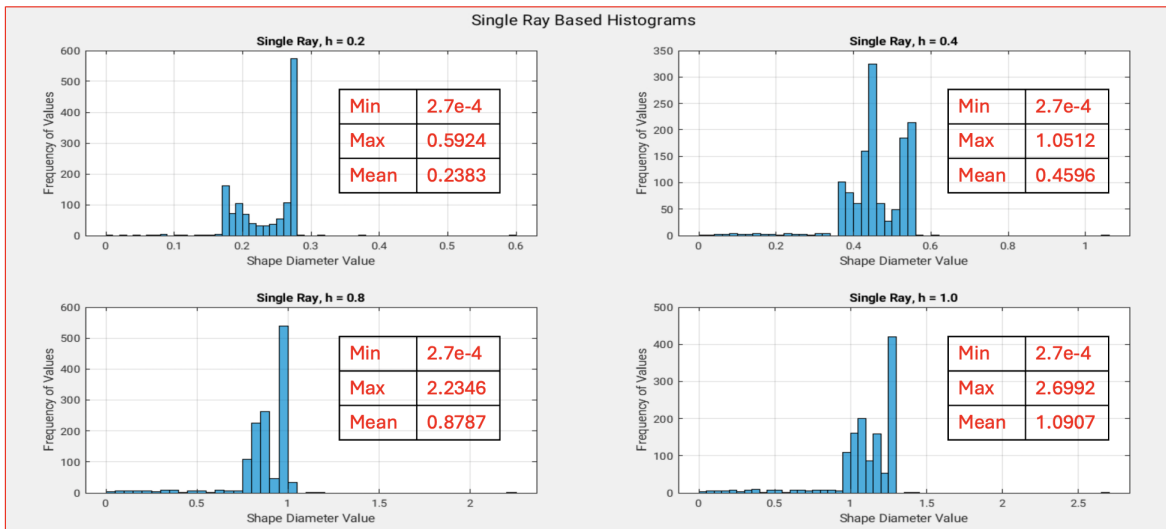 Single Ray Based Histograms
Single Ray, h = 0.2
Frequency of Values
600
500
400
300
200
100
0
0 0.1 0.2 0.3 0.4 0.5 0.6
Shape Diameter Value
Min 2.7e-4
Max 0.5924
Mean 0.2383
Single Ray, h = 0.4
Frequency of Values
350
300
250
200
150
100
50
0
0 0.2 0.4 0.6 0.8 1
Shape Diameter Value
Min 2.7e-4
Max 1.0512
Mean 0.4596
Single Ray, h = 0.8
Frequency of Values
600
500
400
300
200
100
0
0 0.5 1 1.5 2
Shape Diameter Value
Min 2.7e-4
Max 2.2346
Mean 0.8787
Single Ray, h = 1.0
Frequency of Values
500
400
300
200
100
0
0 0.5 1 1.5 2 2.5
Shape Diameter Value
Min 2.7e-4
Max 2.6992
Mean 1.0907